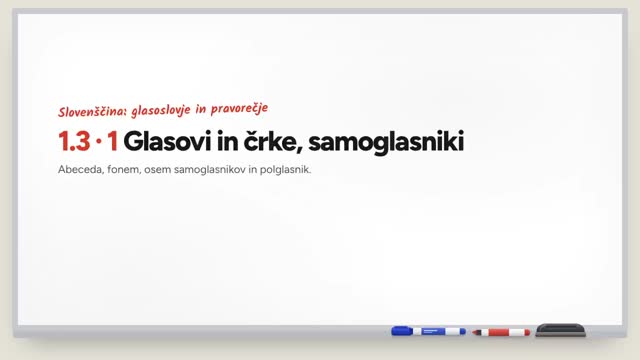 Slovenščina: glasoslovje in pravorečje
1.3 · 1 Glasovi in črke, samoglasniki
Abeceda, fonem, osem samoglasnikov in polglasnik.